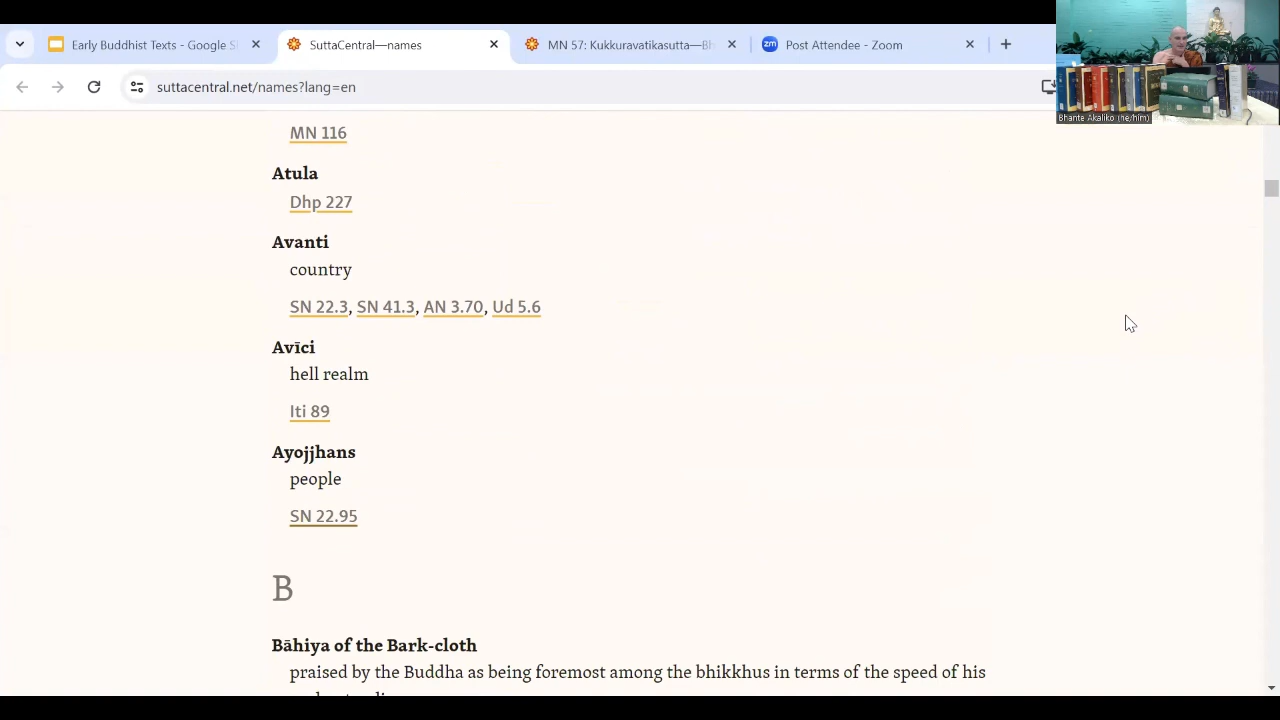 Early Buddhist Texts - Google S
SuttaCentral—names
MN 57: Kukkuravatikasutta—Bh
zm
Post Attendee - Zoom
suttacentral.net/names?lang=en
Bhante Akaliko (he/him)
MN 116
Atula
Dhp 227
Avanti
country
SN 22.3, SN 41.3, AN 3.70, Ud 5.6
Avīci
hell realm
Iti 89
Ayojjhans
people
SN 22.95
B
Bāhiya of the Bark-cloth
praised by the Buddha as being foremost among the bhikkhus in terms of the speed of his